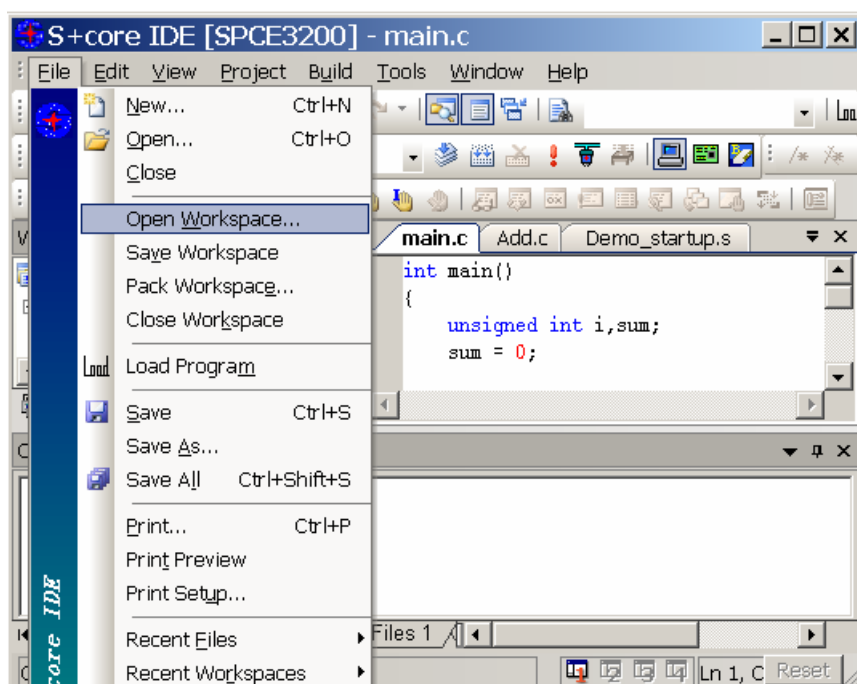 S+core IDE [SPCE3200] - main.c
File Edit View Project Build Tools Window Help
New... Ctrl+N
Open... Ctrl+O
Close
Open Workspace...
Save Workspace
Pack Workspace...
Close Workspace
Load Load Program
Save Ctrl+S
Save As...
Save All Ctrl+Shift+S
Print... Ctrl+P
Print Preview
Print Setup...
Recent Files
Recent Workspaces
core IDE
main.c Add.c Demo_startup.s
int main()
{
unsigned int i,sum;
sum = 0;
Files 1
Ln 1, C Reset